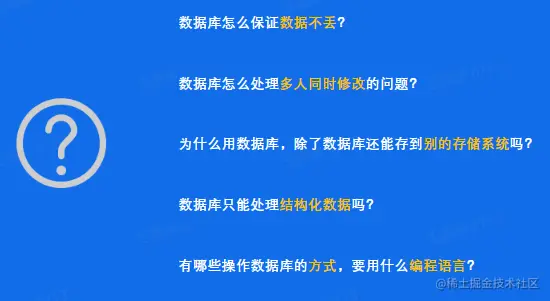 数据库怎么保证数据不丢？
数据库怎么处理多人同时修改的问题？
为什么用数据库，除了数据库还能存到别的存储系统吗？
数据库只能处理结构化数据吗？
有哪些操作数据库的方式，要用什么编程语言？
@稀土掘金技术社区